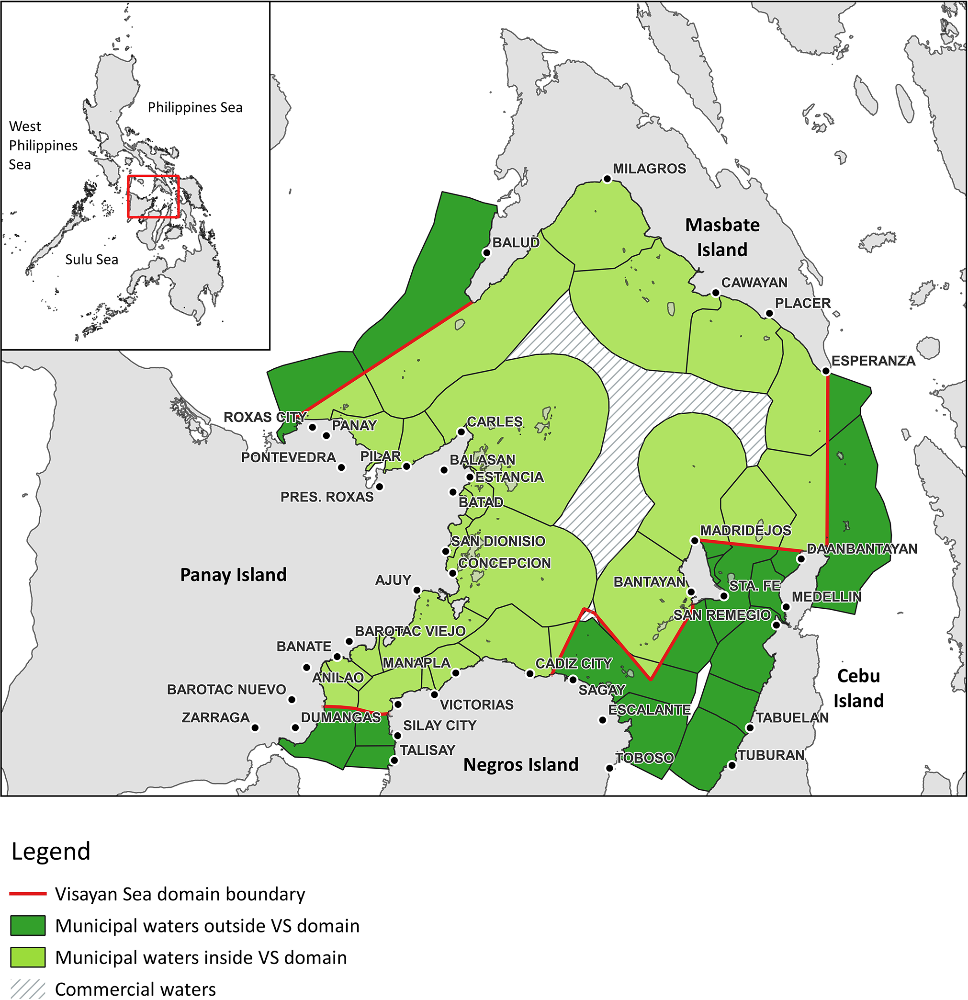 Philippines Sea
West
Philippines
Sea
Sulu Sea
MILAGROS
Masbate
Island
BALUD
CAWAYAN
PLACER
ESPERANZA
ROXAS CITY
PANAY
CARLES
PONTEVEDRA
PILAR
BALASAN
ESTANCIA
PRES. ROXAS
BATAD
MADRIDEJOS
SAN DIONISIO
DAANBANTAYAN
CONCEPCION
Panay Island
AJUY
BANTAYAN
STA. FE
MEDELLIN
SAN REMEGIO
BAROTAC VIEJO
BANATE
MANAPLA
CADIZ CITY
ANILAO
Cebu
Island
BAROTAC NUEVO
SAGAY
VICTORIAS
ESCALANTE
ZARRAGA
DUMANGAS
TABUELAN
SILAY CITY
TALISAY
TUBURAN
TOBOSO
Negros Island
Legend
Visayan Sea domain boundary
Municipal waters outside VS domain
Municipal waters inside VS domain
Commercial waters